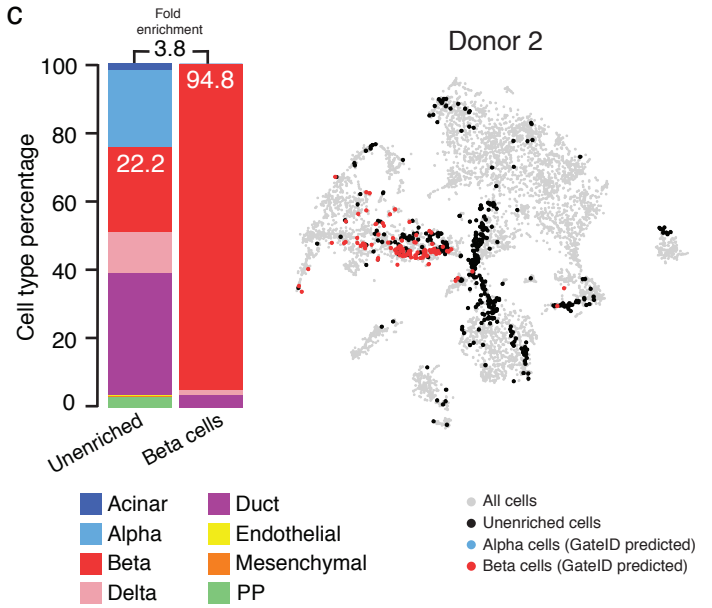 c
Fold
enrichment
3.8
Donor 2
Cell type percentage
100
80
60
40
20
0
94.8
22.2
Unenriched
Beta cells
Acinar
Alpha
Beta
Delta
Duct
Endothelial
Mesenchymal
PP
All cells
Unenriched cells
Alpha cells (GateID predicted)
Beta cells (GateID predicted)